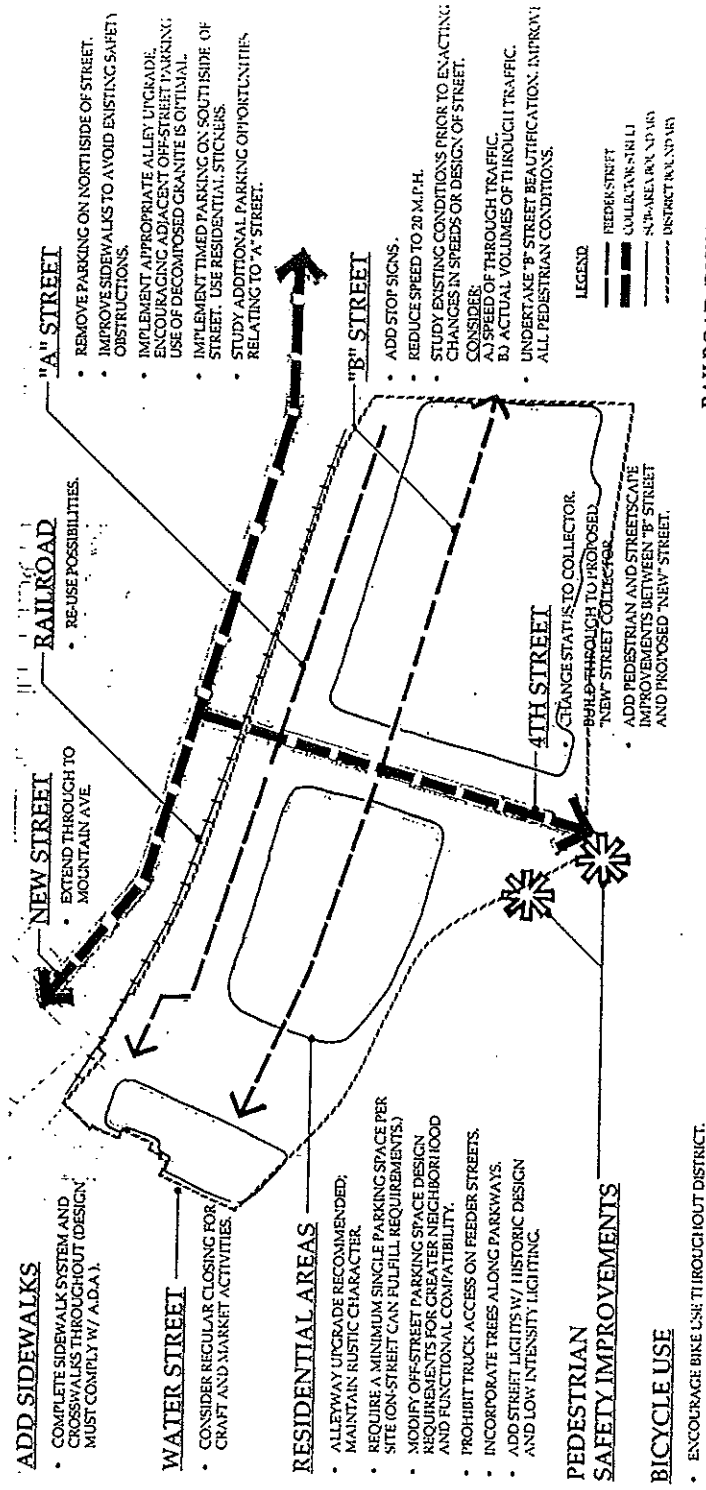 ADD SIDEWALKS
• COMPLETE SIDEWALK SYSTEM AND
CROSSWALKS THROUGHOUT (DESIGN
MUST COMPLY W/ A.D.A.).
WATER STREET
• CONSIDER REGULAR CLOSING FOR
CRAFT AND MARKET ACTIVITIES.
RESIDENTIAL AREAS
• ALLEYWAY UPGRADE RECOMMENDED;
MAINTAIN RUSTIC CHARACTER.
• REQUIRE A MINIMUM SINGLE PARKING SPACE PER
SITE (ON-STREET CAN FULFILL REQUIREMENTS.)
• MODIFY OFF-STREET PARKING SPACE DESIGN
REQUIREMENTS FOR GREATER NEIGHBORHOOD
AND FUNCTIONAL COMPATIBILITY.
• PROHIBIT TRUCK ACCESS ON FEEDER STREETS.
• INCORPORATE TREES ALONG PARKWAYS.
• ADD STREET LIGHTS W/ HISTORIC DESIGN
AND LOW INTENSITY LIGHTING.
PEDESTRIAN
SAFETY IMPROVEMENTS
BICYCLE USE
• ENCOURAGE BIKE USE THROUGHOUT DISTRICT.
NEW STREET
• EXTEND THROUGH TO
MOUNTAIN AVE.
RAILROAD
• RE-USE POSSIBILITIES.
4TH STREET
• CHANGE STATUS TO COLLECTOR.
BUILD THROUGH TO PROPOSED
"NEW" STREET COLLECTOR.
• ADD PEDESTRIAN AND STREETSCAPE
IMPROVEMENTS BETWEEN "B" STREET
AND PROPOSED "NEW" STREET.
"A" STREET
• REMOVE PARKING ON NORTHSIDE OF STREET.
• IMPROVE SIDEWALKS TO AVOID EXISTING SAFETY
OBSTRUCTIONS.
• IMPLEMENT APPROPRIATE ALLEY UPGRADE,
ENCOURAGING ADJACENT OFF-STREET PARKING
USE OF DECOMPOSED GRANITE IS OPTIMAL.
• IMPLEMENT TIMED PARKING ON SOUTHSIDE OF
STREET. USE RESIDENTIAL STICKERS.
• STUDY ADDITIONAL PARKING OPPORTUNITIES
RELATING TO "A" STREET.
"B" STREET
• ADD STOP SIGNS.
• REDUCE SPEED TO 20 M.P.H.
• STUDY EXISTING CONDITIONS PRIOR TO EXACTING
CHANGES IN SPEEDS OR DESIGN OF STREET.
CONSIDER:
A.) SPEED OF THROUGH TRAFFIC.
B.) ACTUAL VOLUMES OF THROUGH TRAFFIC.
• UNDERTAKE "B" STREET BEAUTIFICATION. IMPROVE
ALL PEDESTRIAN CONDITIONS.
LEGEND
FEEDER STREET
COLLECTOR STREET
SUB-AREA BOUNDARY
DISTRICT BOUNDARY